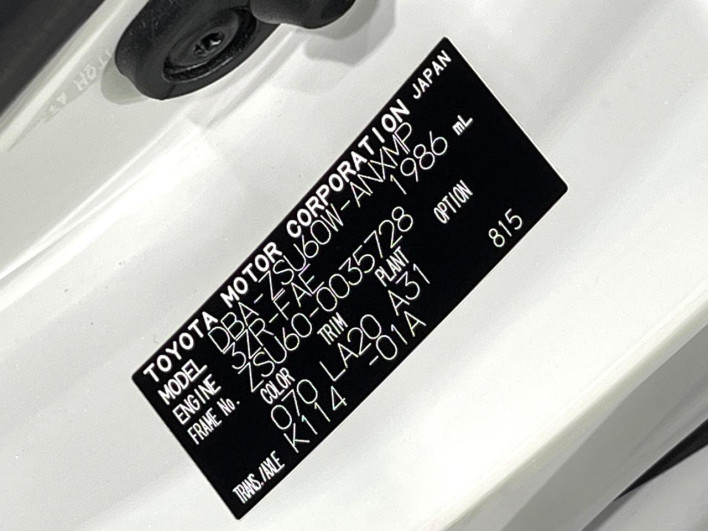 TOYOTA MOTOR CORPORATION JAPAN
MODEL DBA-ZSU60W-ANXMP
ENGINE 3ZR-FAE 1986 mL
FRAME No. ZSU60-0035728
COLOR TRIM PLANT OPTION
070 LA20 A31 815
TRANS./AXLE K114 -01A